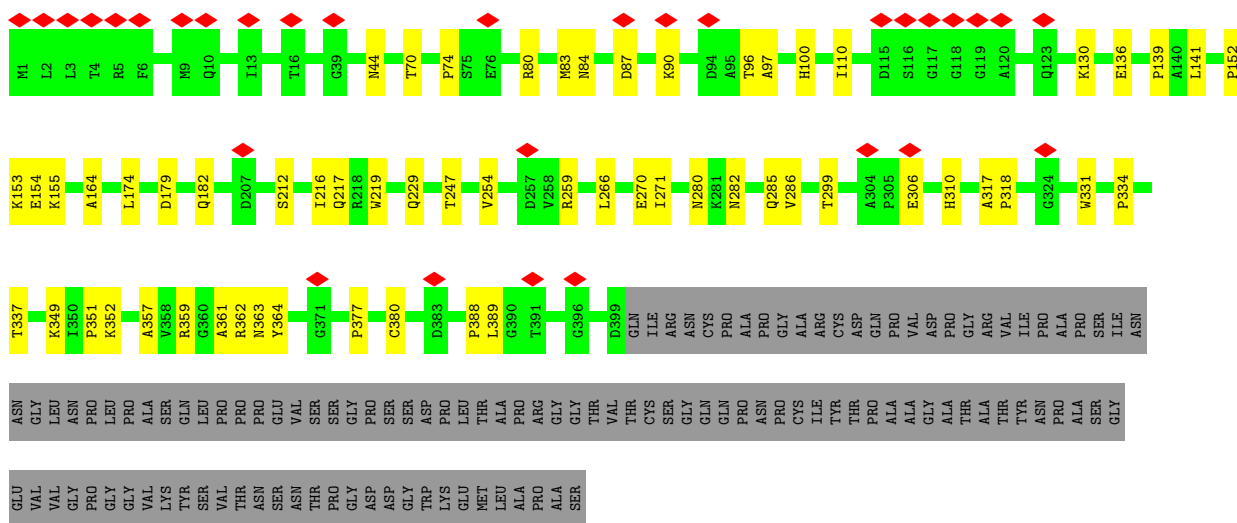 M1 L2 L3 T4 R5 F6 M9 Q10 I13 T16 G39 N44 T70 P74 S75 E76 R80 M83 N84 D87 K90 D94 A95 T96 A97 H100 I110 D115 S116 G117 G118 G119 A120 Q123 K130 E136 P139 A140 L141 P152
K153 E154 K155 A164 L174 D179 Q182 D207 S212 I216 Q217 R218 W219 Q229 T247 V254 D257 V258 R259 L266 E270 I271 N280 K281 N282 Q285 V286 T299 A304 P305 E306 H310 A317 P318 G324 W331 P334
T337 K349 I350 P351 K352 A357 V358 R359 G360 A361 R362 N363 Y364 G371 P377 C380 D383 P388 L389 G390 T391 G396 D399 GLN ILE ARG ASN CYS PRO ALA PRO GLY ALA ARG CYS ASP GLN PRO VAL ASP PRO GLY ARG VAL ILE PRO ALA PRO SER ILE ASN
ASN GLY LEU ASN PRO LEU PRO ALA SER GLN LEU PRO PRO PRO GLU VAL SER SER GLY PRO SER SER ASP PRO LEU THR ALA PRO ARG GLY GLY THR VAL THR CYS SER GLY GLN GLN PRO ASN PRO CYS ILE TYR THR PRO ALA ALA GLY ALA THR ALA THR TYR ASN PRO ALA SER GLY
GLU VAL VAL GLY PRO GLY GLY VAL LYS TYR SER VAL THR ASN SER ASN THR PRO GLY ASP ASP GLY TRP LYS GLU MET LEU ALA PRO ALA SER